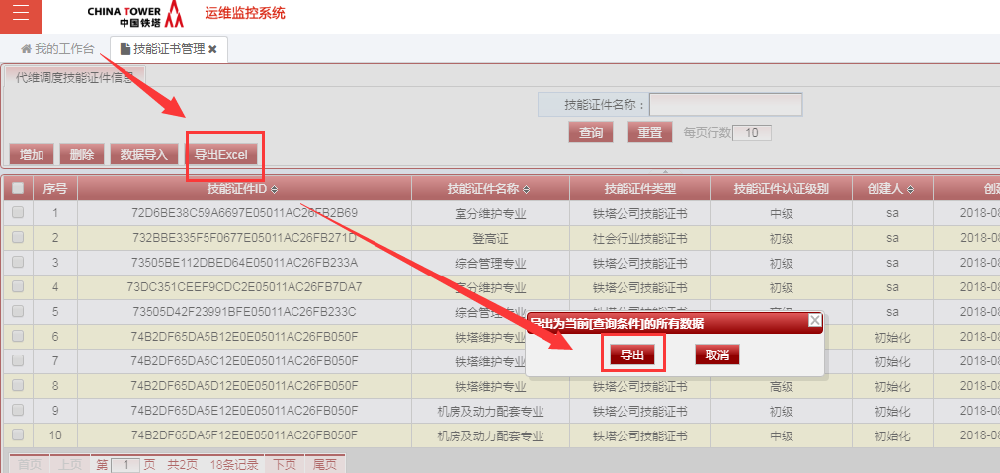 CHINA TOWER
中国铁塔
运维监控系统
我的工作台
技能证书管理
代维调度技能证件信息
技能证件名称：
查询 重置 每页行数 10
增加 删除 数据导入 导出Excel
序号 技能证件ID 技能证件名称 技能证件类型 技能证件认证级别 创建人 创建
1 72D6BE38C59A6697E05011AC26FB2B69 室分维护专业 铁塔公司技能证书 中级 sa 2018-08
2 732BBE335F5F0677E05011AC26FB271D 登高证 社会行业技能证书 初级 sa 2018-08
3 73505BE112DBED64E05011AC26FB233A 综合管理专业 铁塔公司技能证书 初级 sa 2018-08
4 73DC351CEEF9CDC2E05011AC26FB7DA7 室分维护专业 铁塔公司技能证书 初级 sa 2018-08
5 73505D42F23991BFE05011AC26FB233C 综合管理专业 sa 2018-08
导出为当前[查询条件]的所有数据
导出 取消
6 74B2DF65DA5B12E0E05011AC26FB050F 铁塔维护专业 初始化 2018-08
7 74B2DF65DA5C12E0E05011AC26FB050F 铁塔维护专业 初始化 2018-08
8 74B2DF65DA5D12E0E05011AC26FB050F 铁塔维护专业 铁塔公司技能证书 高级 初始化 2018-08
9 74B2DF65DA5E12E0E05011AC26FB050F 机房及动力配套专业 铁塔公司技能证书 初级 初始化 2018-08
10 74B2DF65DA5F12E0E05011AC26FB050F 机房及动力配套专业 铁塔公司技能证书 中级 初始化 2018-08
首页 上页 第 1 页 共2页 18条记录 下页 尾页